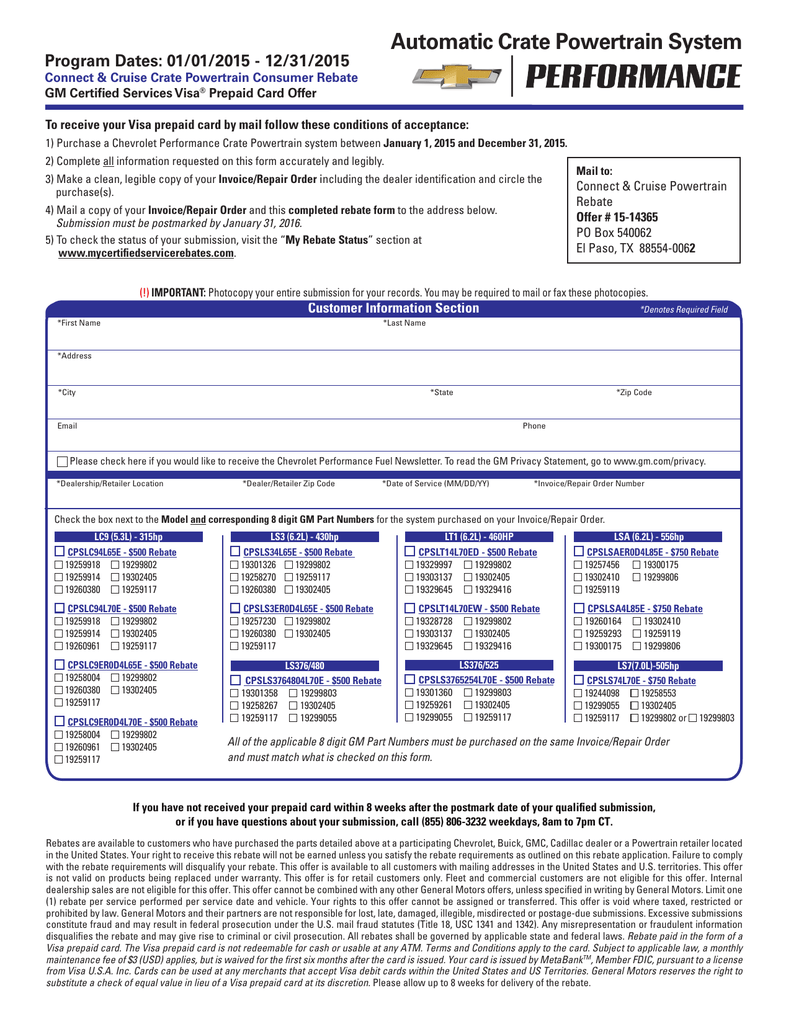 Automatic Crate Powertrain System
PERFORMANCE
Program Dates: 01/01/2015 - 12/31/2015
Connect & Cruise Crate Powertrain Consumer Rebate
GM Certified Services Visa® Prepaid Card Offer
To receive your Visa prepaid card by mail follow these conditions of acceptance:
1) Purchase a Chevrolet Performance Crate Powertrain system between January 1, 2015 and December 31, 2015.
2) Complete all information requested on this form accurately and legibly.
3) Make a clean, legible copy of your Invoice/Repair Order including the dealer identification and circle the
purchase(s).
4) Mail a copy of your Invoice/Repair Order and this completed rebate form to the address below.
Submission must be postmarked by January 31, 2016.
5) To check the status of your submission, visit the "My Rebate Status" section at
www.mycertifiedservicerebates.com.
Mail to:
Connect & Cruise Powertrain
Rebate
Offer # 15-14365
PO Box 540062
El Paso, TX 88554-0062
(!) IMPORTANT: Photocopy your entire submission for your records. You may be required to mail or fax these photocopies.
Customer Information Section *Denotes Required Field
*First Name *Last Name
*Address
*City *State *Zip Code
Email Phone
Please check here if you would like to receive the Chevrolet Performance Fuel Newsletter. To read the GM Privacy Statement, go to www.gm.com/privacy.
*Dealership/Retailer Location *Dealer/Retailer Zip Code *Date of Service (MM/DD/YY) *Invoice/Repair Order Number
Check the box next to the Model and corresponding 8 digit GM Part Numbers for the system purchased on your Invoice/Repair Order.
LC9 (5.3L) - 315hp
CPSLC94L65E - $500 Rebate
19259918 19299802
19259914 19302405
19260380 19259117
CPSLC94L70E - $500 Rebate
19259918 19299802
19259914 19302405
19260961 19259117
CPSLC9ER0D4L65E - $500 Rebate
19258004 19299802
19260380 19302405
19259117
CPSLC9ER0D4L70E - $500 Rebate
19258004 19299802
19260961 19302405
19259117
LS3 (6.2L) - 430hp
CPSLS34L65E - $500 Rebate
19301326 19299802
19258270 19259117
19260380 19302405
CPSLS3ER0D4L65E - $500 Rebate
19257230 19299802
19260380 19302405
19259117
LS376/480
CPSLS3764804L70E - $500 Rebate
19301358 19299803
19258267 19302405
19259117 19299055
LT1 (6.2L) - 460HP
CPSLT14L70ED - $500 Rebate
19329997 19299802
19303137 19302405
19329645 19329416
CPSLT14L70EW - $500 Rebate
19328728 19299802
19303137 19302405
19329645 19329416
LS376/525
CPSLS3765254L70E - $500 Rebate
19301360 19299803
19259261 19302405
19299055 19259117
LSA (6.2L) - 556hp
CPSLSAER0D4L85E - $750 Rebate
19257456 19300175
19302410 19299806
19259119
CPSLSA4L85E - $750 Rebate
19260164 19302410
19259293 19259119
19300175 19299806
LS7(7.0L)-505hp
CPSLS74L70E - $750 Rebate
19244098 19258553
19299055 19302405
19259117 19299802 or 19299803
All of the applicable 8 digit GM Part Numbers must be purchased on the same Invoice/Repair Order
and must match what is checked on this form.
If you have not received your prepaid card within 8 weeks after the postmark date of your qualified submission,
or if you have questions about your submission, call (855) 806-3232 weekdays, 8am to 7pm CT.
Rebates are available to customers who have purchased the parts detailed above at a participating Chevrolet, Buick, GMC, Cadillac dealer or a Powertrain retailer located
in the United States. Your right to receive this rebate will not be earned unless you satisfy the rebate requirements as outlined on this rebate application. Failure to comply
with the rebate requirements will disqualify your rebate. This offer is available to all customers with mailing addresses in the United States and U.S. territories. This offer
is not valid on products being replaced under warranty. This offer is for retail customers only. Fleet and commercial customers are not eligible for this offer. Internal
dealership sales are not eligible for this offer. This offer cannot be combined with any other General Motors offers, unless specified in writing by General Motors. Limit one
(1) rebate per service performed per service date and vehicle. Your rights to this offer cannot be assigned or transferred. This offer is void where taxed, restricted or
prohibited by law. General Motors and their partners are not responsible for lost, late, damaged, illegible, misdirected or postage-due submissions. Excessive submissions
constitute fraud and may result in federal prosecution under the U.S. mail fraud statutes (Title 18, USC 1341 and 1342). Any misrepresentation or fraudulent information
disqualifies the rebate and may give rise to criminal or civil prosecution. All rebates shall be governed by applicable state and federal laws. Rebate paid in the form of a
Visa prepaid card. The Visa prepaid card is not redeemable for cash or usable at any ATM. Terms and Conditions apply to the card. Subject to applicable law, a monthly
maintenance fee of $3 (USD) applies, but is waived for the first six months after the card is issued. Your card is issued by MetaBank™, Member FDIC, pursuant to a license
from Visa U.S.A. Inc. Cards can be used at any merchants that accept Visa debit cards within the United States and US Territories. General Motors reserves the right to
substitute a check of equal value in lieu of a Visa prepaid card at its discretion. Please allow up to 8 weeks for delivery of the rebate.